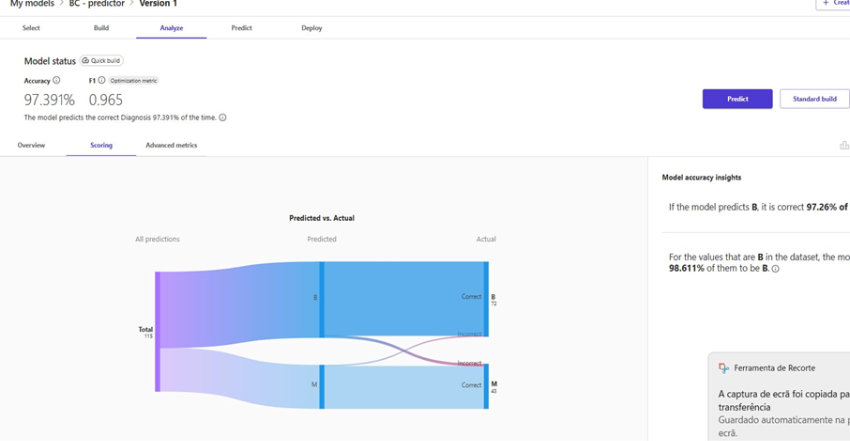 My models > BC - predictor > Version 1
+ Creat
Select Build Analyze Predict Deploy
Model status Quick build
Accuracy F1 Optimization metric
97.391% 0.965
Predict Standard build
The model predicts the correct Diagnosis 97.391% of the time.
Overview Scoring Advanced metrics
Model accuracy insights
If the model predicts B, it is correct 97.26% of
For the values that are B in the dataset, the mo
98.611% of them to be B.
Predicted vs. Actual
All predictions Predicted Actual
B Correct B
72
Total
115
Incorrect
Incorrect
M Correct M
43
Ferramenta de Recorte
A captura de ecrã foi copiada pa
transferência
Guardado automaticamente na p
ecrã.